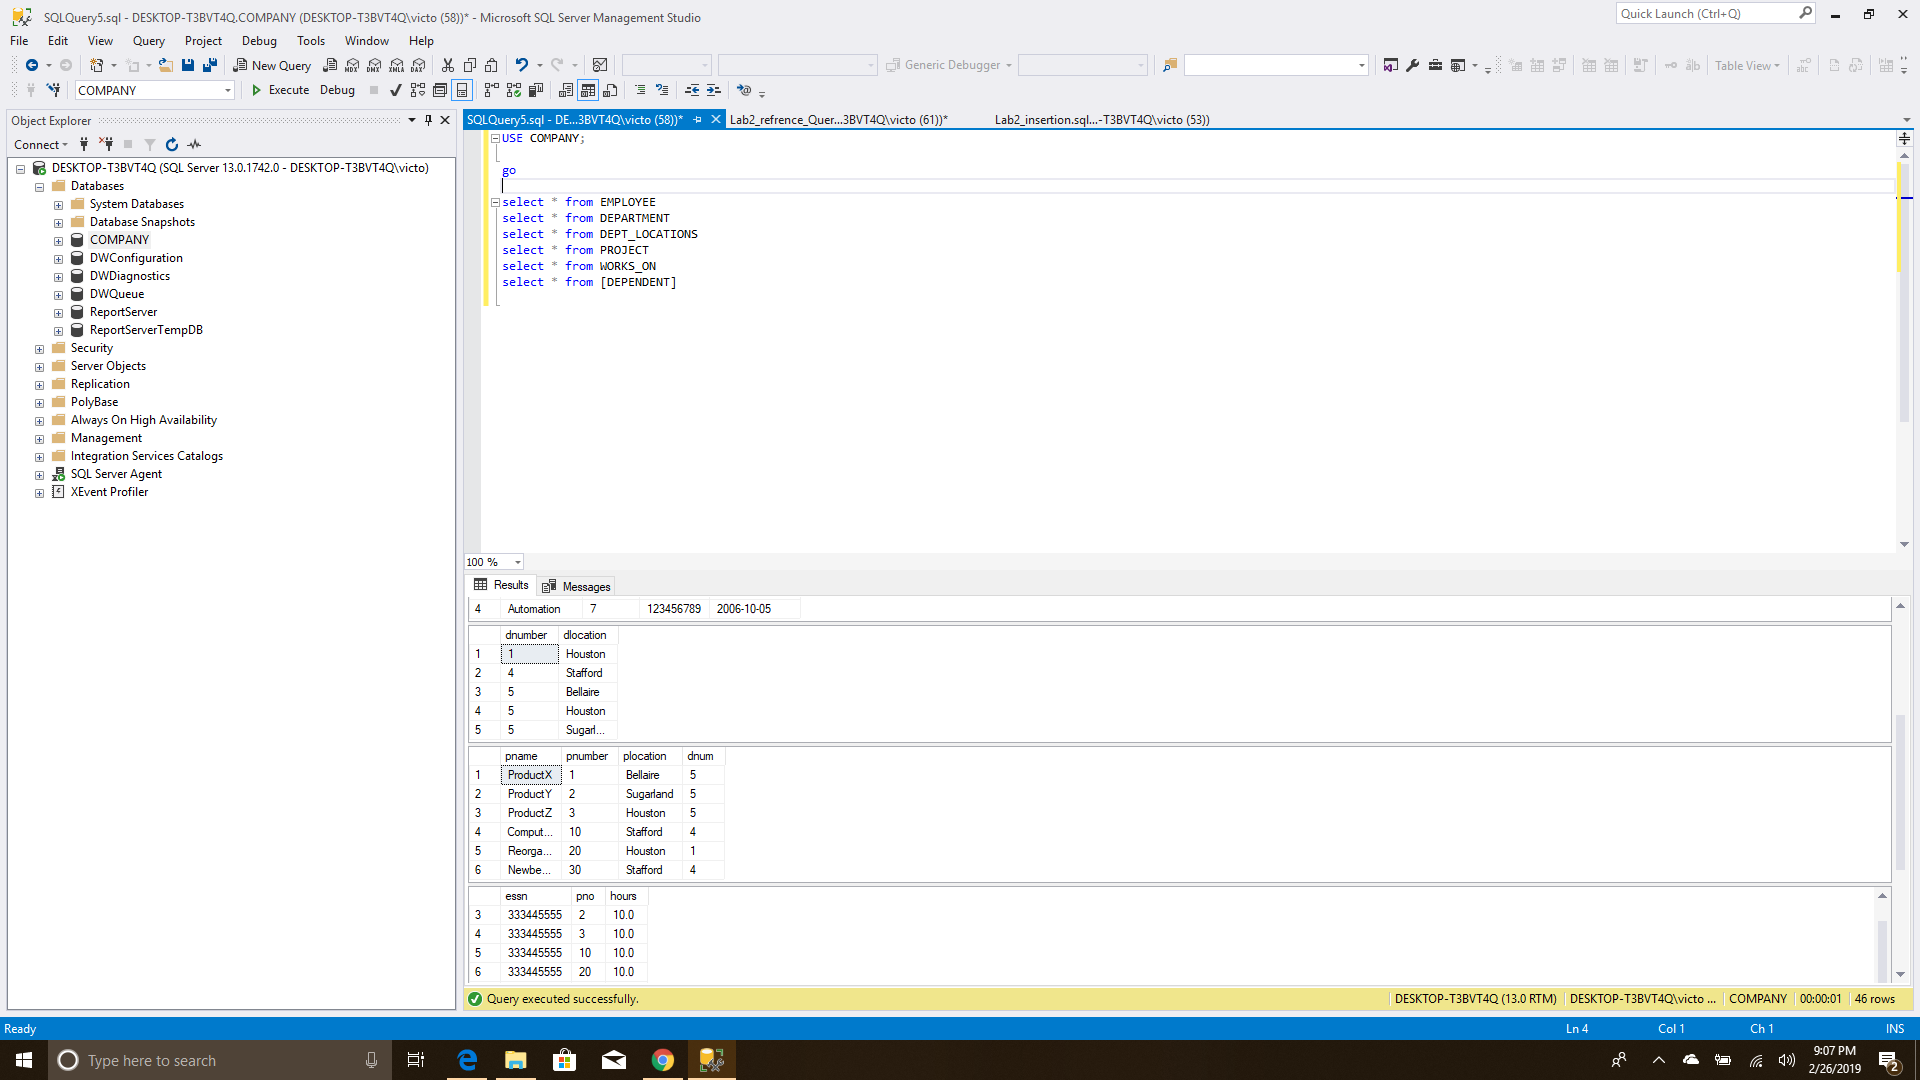 SQLQuery5.sql - DESKTOP-T3BVT4Q.COMPANY (DESKTOP-T3BVT4Q\victo (58))* - Microsoft SQL Server Management Studio
Quick Launch (Ctrl+Q)
File Edit View Query Project Debug Tools Window Help
New Query MDX DMX XMLA DAX Generic Debugger Table View
COMPANY Execute Debug
Object Explorer
SQLQuery5.sql - DE...3BVT4Q\victo (58))* Lab2_refrence_Quer...3BVT4Q\victo (61))* Lab2_insertion.sql...-T3BVT4Q\victo (53))
Connect
DESKTOP-T3BVT4Q (SQL Server 13.0.1742.0 - DESKTOP-T3BVT4Q\victo)
Databases
System Databases
Database Snapshots
COMPANY
DWConfiguration
DWDiagnostics
DWQueue
ReportServer
ReportServerTempDB
Security
Server Objects
Replication
PolyBase
Always On High Availability
Management
Integration Services Catalogs
SQL Server Agent
XEvent Profiler
USE COMPANY;
go
select * from EMPLOYEE
select * from DEPARTMENT
select * from DEPT_LOCATIONS
select * from PROJECT
select * from WORKS_ON
select * from [DEPENDENT]
100 %
Results Messages
4 Automation 7 123456789 2006-10-05
dnumber dlocation
1 1 Houston
2 4 Stafford
3 5 Bellaire
4 5 Houston
5 5 Sugarl...
pname pnumber plocation dnum
1 ProductX 1 Bellaire 5
2 ProductY 2 Sugarland 5
3 ProductZ 3 Houston 5
4 Comput... 10 Stafford 4
5 Reorga... 20 Houston 1
6 Newbe... 30 Stafford 4
essn pno hours
3 333445555 2 10.0
4 333445555 3 10.0
5 333445555 10 10.0
6 333445555 20 10.0
Query executed successfully. DESKTOP-T3BVT4Q (13.0 RTM) DESKTOP-T3BVT4Q\victo ... COMPANY 00:00:01 46 rows
Ready Ln 4 Col 1 Ch 1 INS
Type here to search
9:07 PM
2/26/2019
2